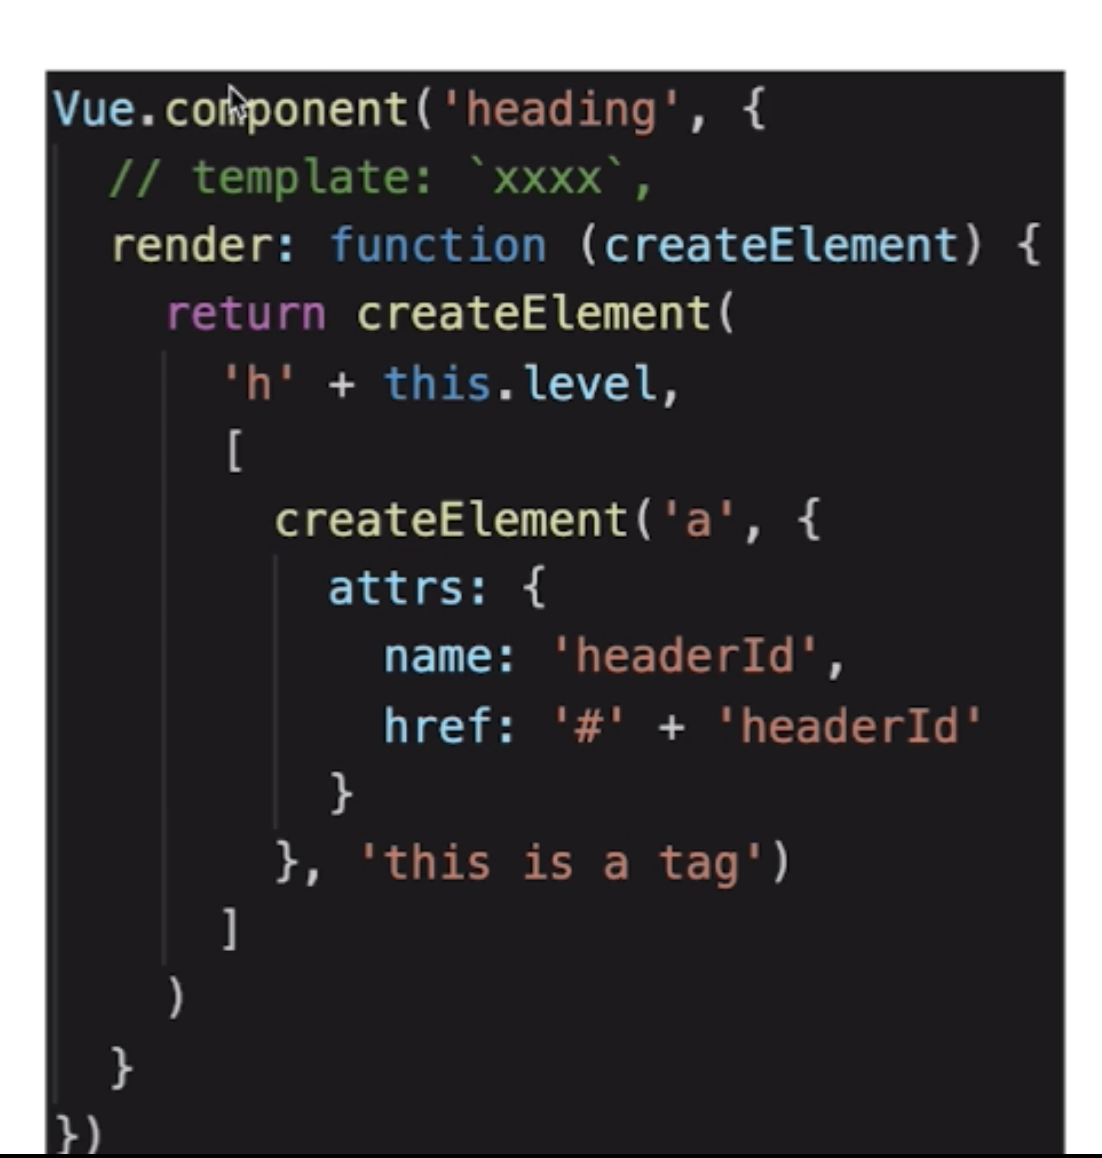 Vue.component('heading', {
  // template: `xxxx`,
  render: function (createElement) {
    return createElement(
      'h' + this.level,
      [
        createElement('a', {
          attrs: {
            name: 'headerId',
            href: '#' + 'headerId'
          }
        }, 'this is a tag')
      ]
    )
  }
})